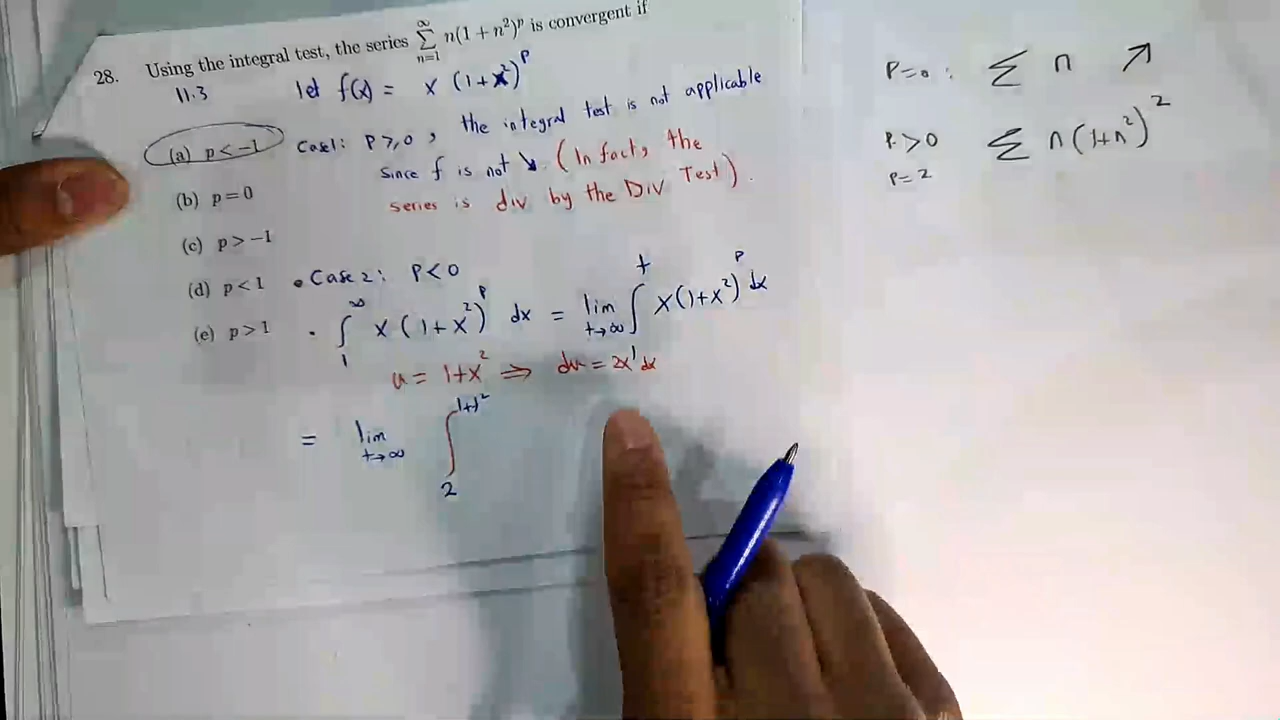 28. Using the integral test, the series ∑_{n=1}^{∞} n(1 + n²)^p is convergent if
11.3 let f(x) = x (1+x²)^p
(a) p < −1
Case 1: P ≥ 0 , the integral test is not applicable
since f is not ↘. (In fact, the
series is div by the DIV Test).
(b) p = 0
(c) p > −1
(d) p < 1
(e) p > 1
• Case 2: P < 0
• ∫_1^∞ x (1+x²)^p dx = lim_{t→∞} ∫_1^t x(1+x²)^p dx
u = 1+x² ⇒ du = 2x dx
= lim_{t→∞} ∫_2^{1+t²}
P=0 : ∑ n ↗
P>0 ∑ n(1+n²)²
P=2